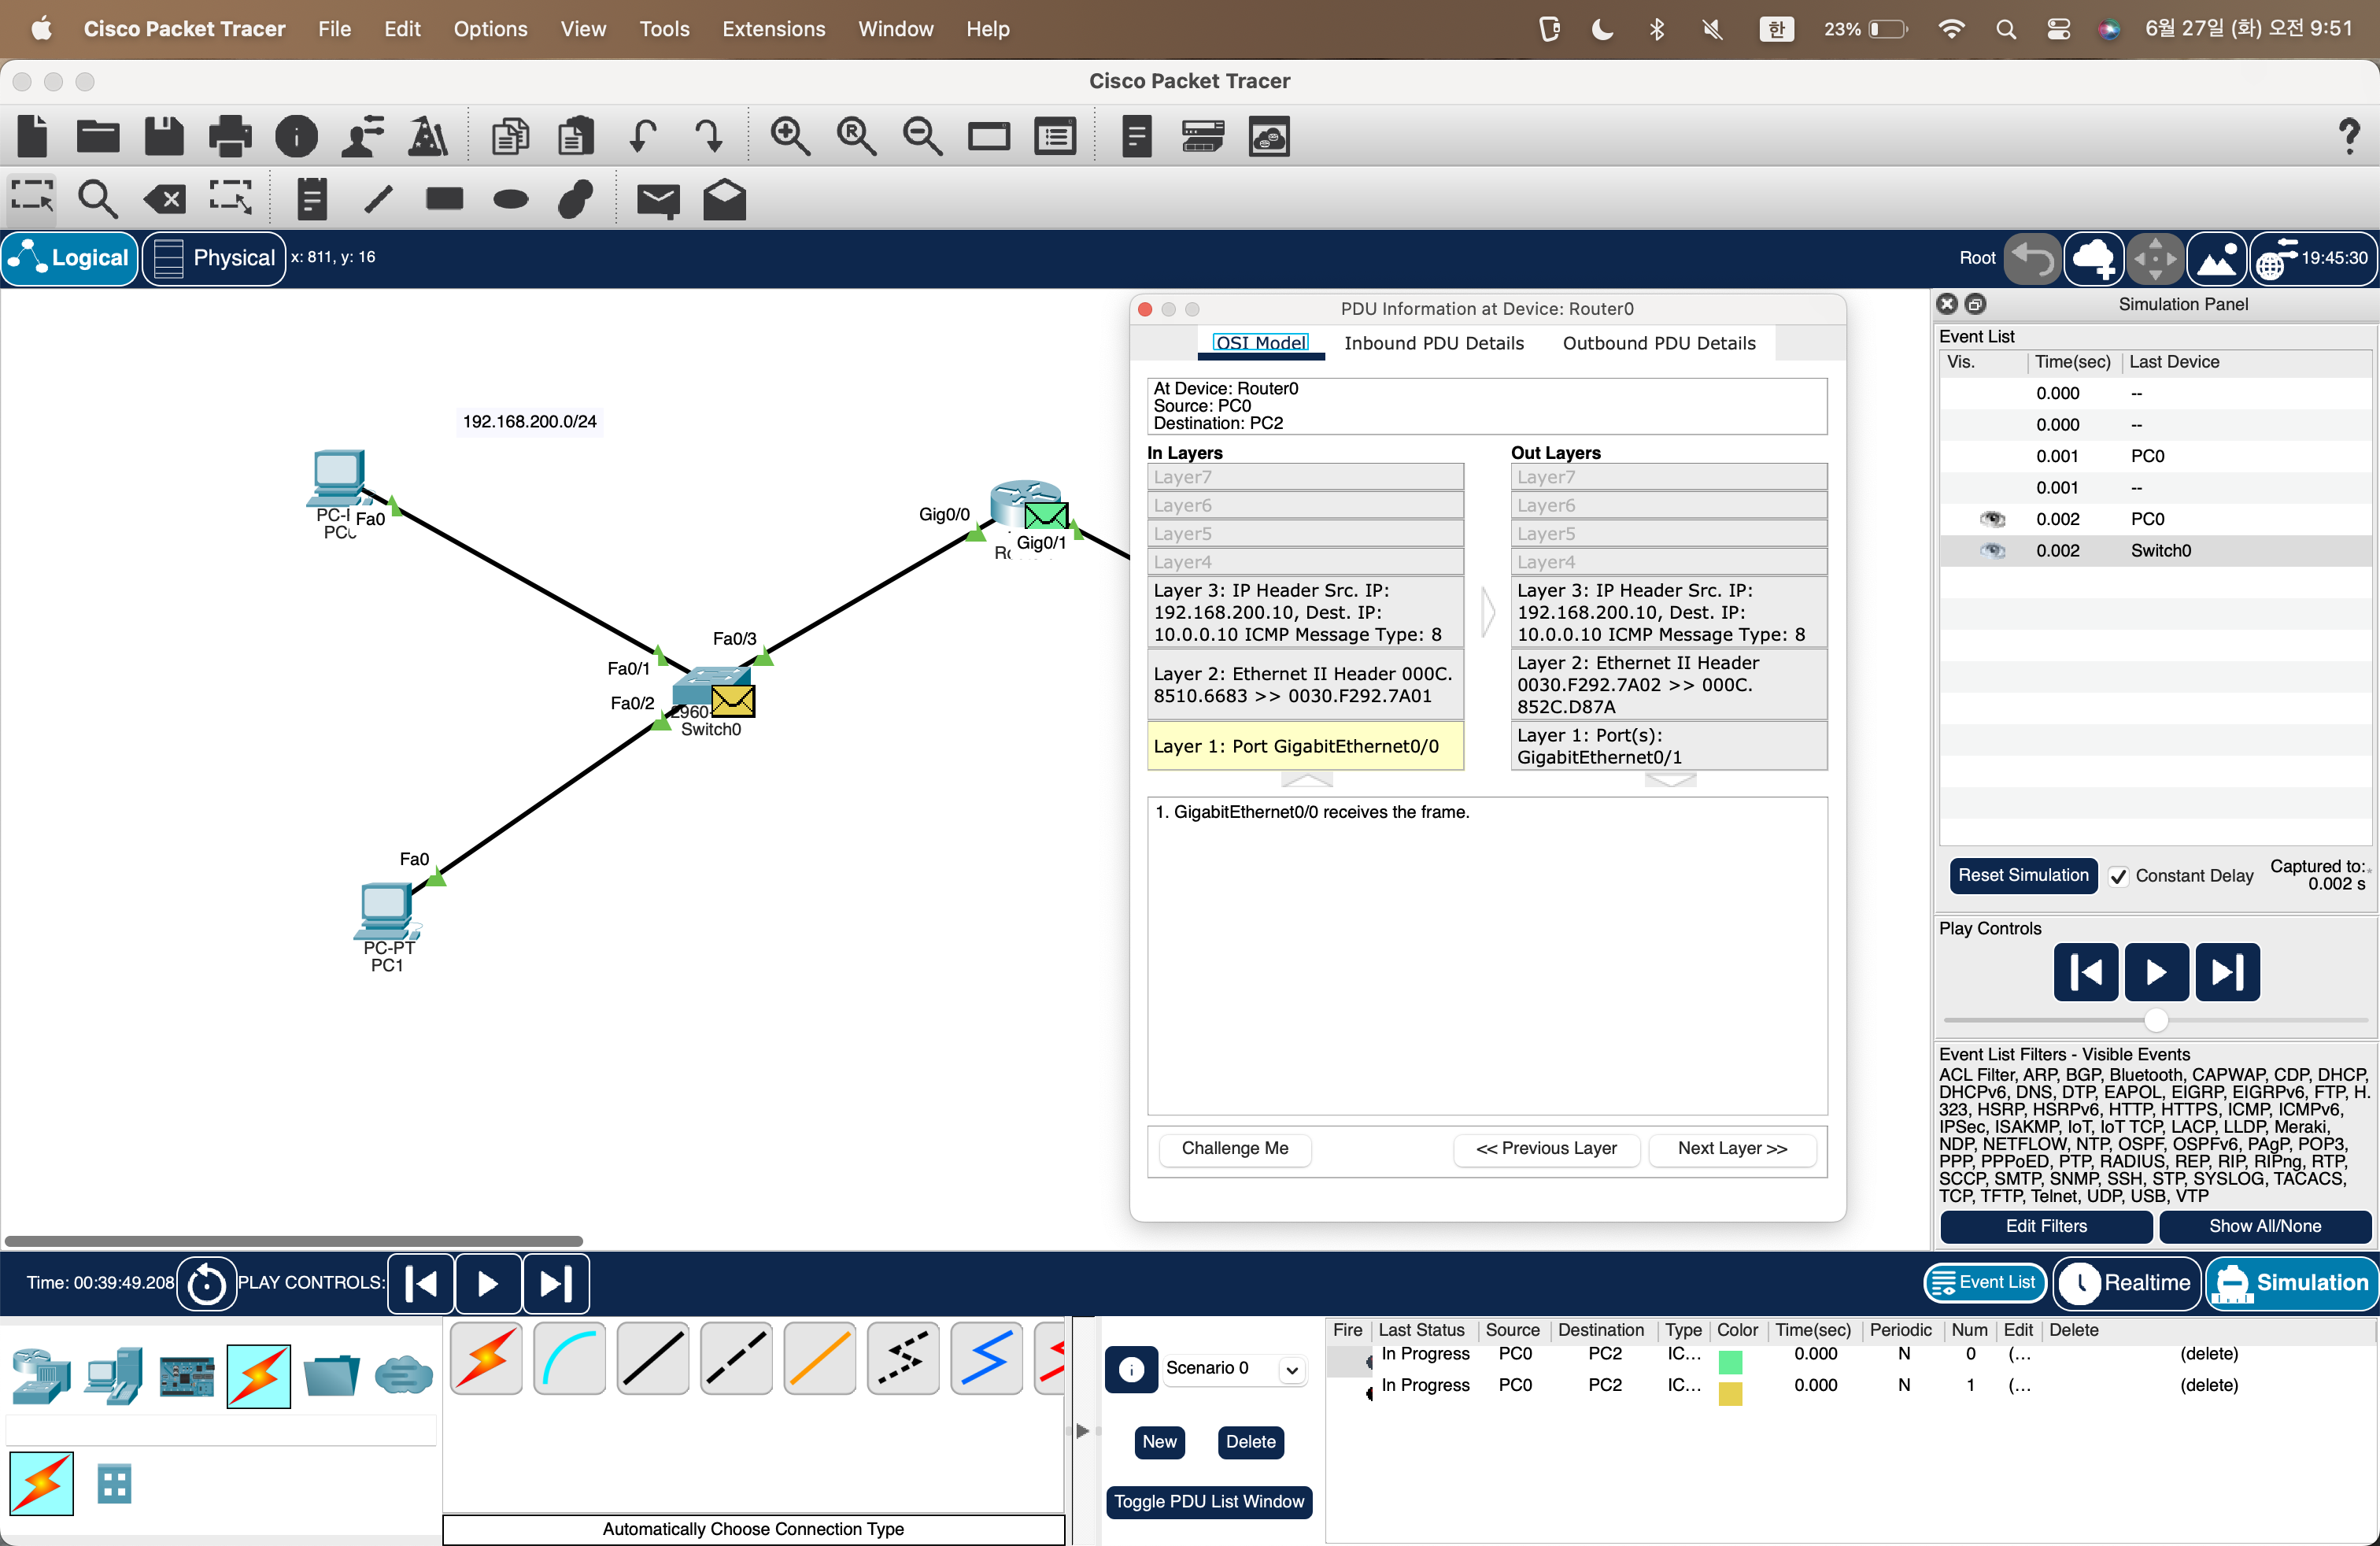 Cisco Packet Tracer File Edit Options View Tools Extensions Window Help 한 23% 6월 27일 (화) 오전 9:51
Cisco Packet Tracer
Logical Physical x: 811, y: 16 Root 19:45:30
192.168.200.0/24
Fa0
Gig0/0
Gig0/1
Fa0/3
Fa0/1
Fa0/2
Switch0
Fa0
PC-PT
PC1
PDU Information at Device: Router0
OSI Model Inbound PDU Details Outbound PDU Details
At Device: Router0
Source: PC0
Destination: PC2
In Layers Out Layers
Layer7 Layer7
Layer6 Layer6
Layer5 Layer5
Layer4 Layer4
Layer 3: IP Header Src. IP:
192.168.200.10, Dest. IP:
10.0.0.10 ICMP Message Type: 8
Layer 3: IP Header Src. IP:
192.168.200.10, Dest. IP:
10.0.0.10 ICMP Message Type: 8
Layer 2: Ethernet II Header 000C.
8510.6683 >> 0030.F292.7A01
Layer 2: Ethernet II Header
0030.F292.7A02 >> 000C.
852C.D87A
Layer 1: Port GigabitEthernet0/0
Layer 1: Port(s):
GigabitEthernet0/1
1. GigabitEthernet0/0 receives the frame.
Challenge Me << Previous Layer Next Layer >>
Simulation Panel
Event List
Vis. Time(sec) Last Device
0.000 --
0.000 --
0.001 PC0
0.001 --
0.002 PC0
0.002 Switch0
Reset Simulation Constant Delay Captured to:*
0.002 s
Play Controls
Event List Filters - Visible Events
ACL Filter, ARP, BGP, Bluetooth, CAPWAP, CDP, DHCP,
DHCPv6, DNS, DTP, EAPOL, EIGRP, EIGRPv6, FTP, H.
323, HSRP, HSRPv6, HTTP, HTTPS, ICMP, ICMPv6,
IPSec, ISAKMP, IoT, IoT TCP, LACP, LLDP, Meraki,
NDP, NETFLOW, NTP, OSPF, OSPFv6, PAgP, POP3,
PPP, PPPoED, PTP, RADIUS, REP, RIP, RIPng, RTP,
SCCP, SMTP, SNMP, SSH, STP, SYSLOG, TACACS,
TCP, TFTP, Telnet, UDP, USB, VTP
Edit Filters Show All/None
Time: 00:39:49.208 PLAY CONTROLS: Event List Realtime Simulation
Automatically Choose Connection Type
Scenario 0
New Delete
Toggle PDU List Window
Fire Last Status Source Destination Type Color Time(sec) Periodic Num Edit Delete
In Progress PC0 PC2 IC... 0.000 N 0 (... (delete)
In Progress PC0 PC2 IC... 0.000 N 1 (... (delete)